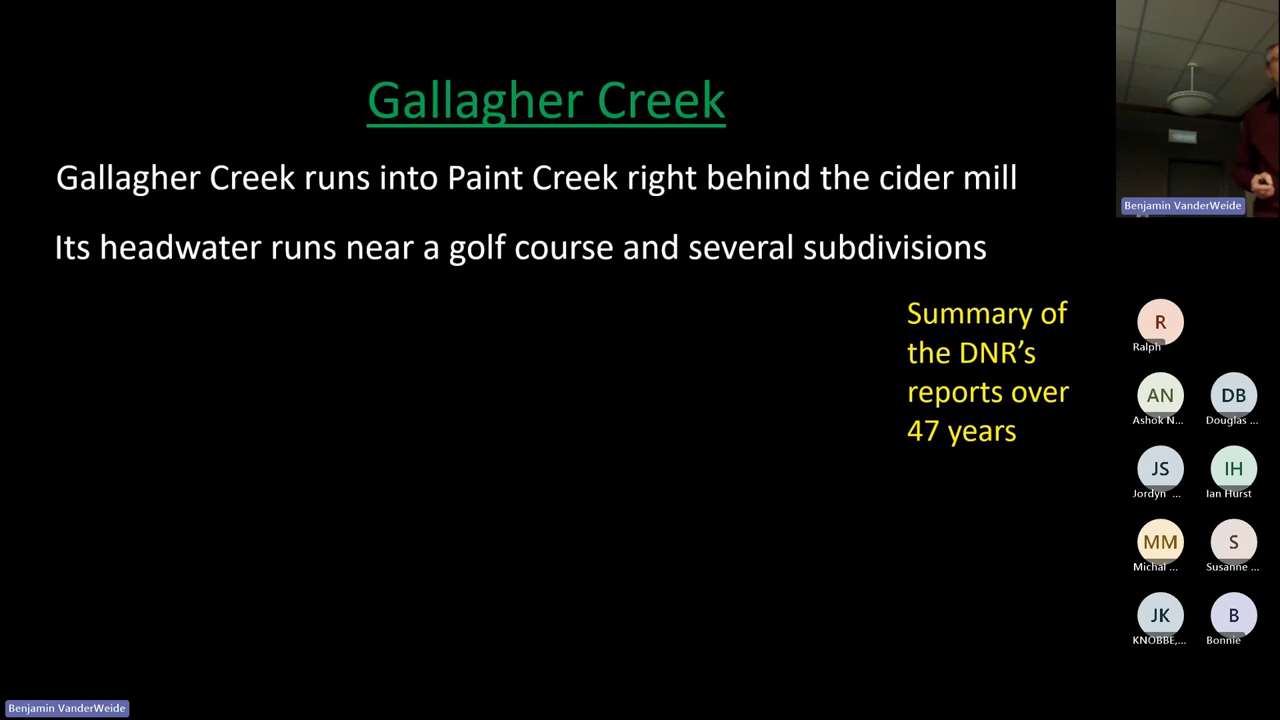 Gallagher Creek
Gallagher Creek runs into Paint Creek right behind the cider mill
Its headwater runs near a golf course and several subdivisions
Summary of
the DNR’s
reports over
47 years
Benjamin VanderWeide
R
Ralph
AN
DB
Ashok N...
Douglas ...
JS
IH
Jordyn ...
Ian Hurst
MM
S
Michal ...
Susanne ...
JK
B
KNOBBE,...
Bonnie
Benjamin VanderWeide